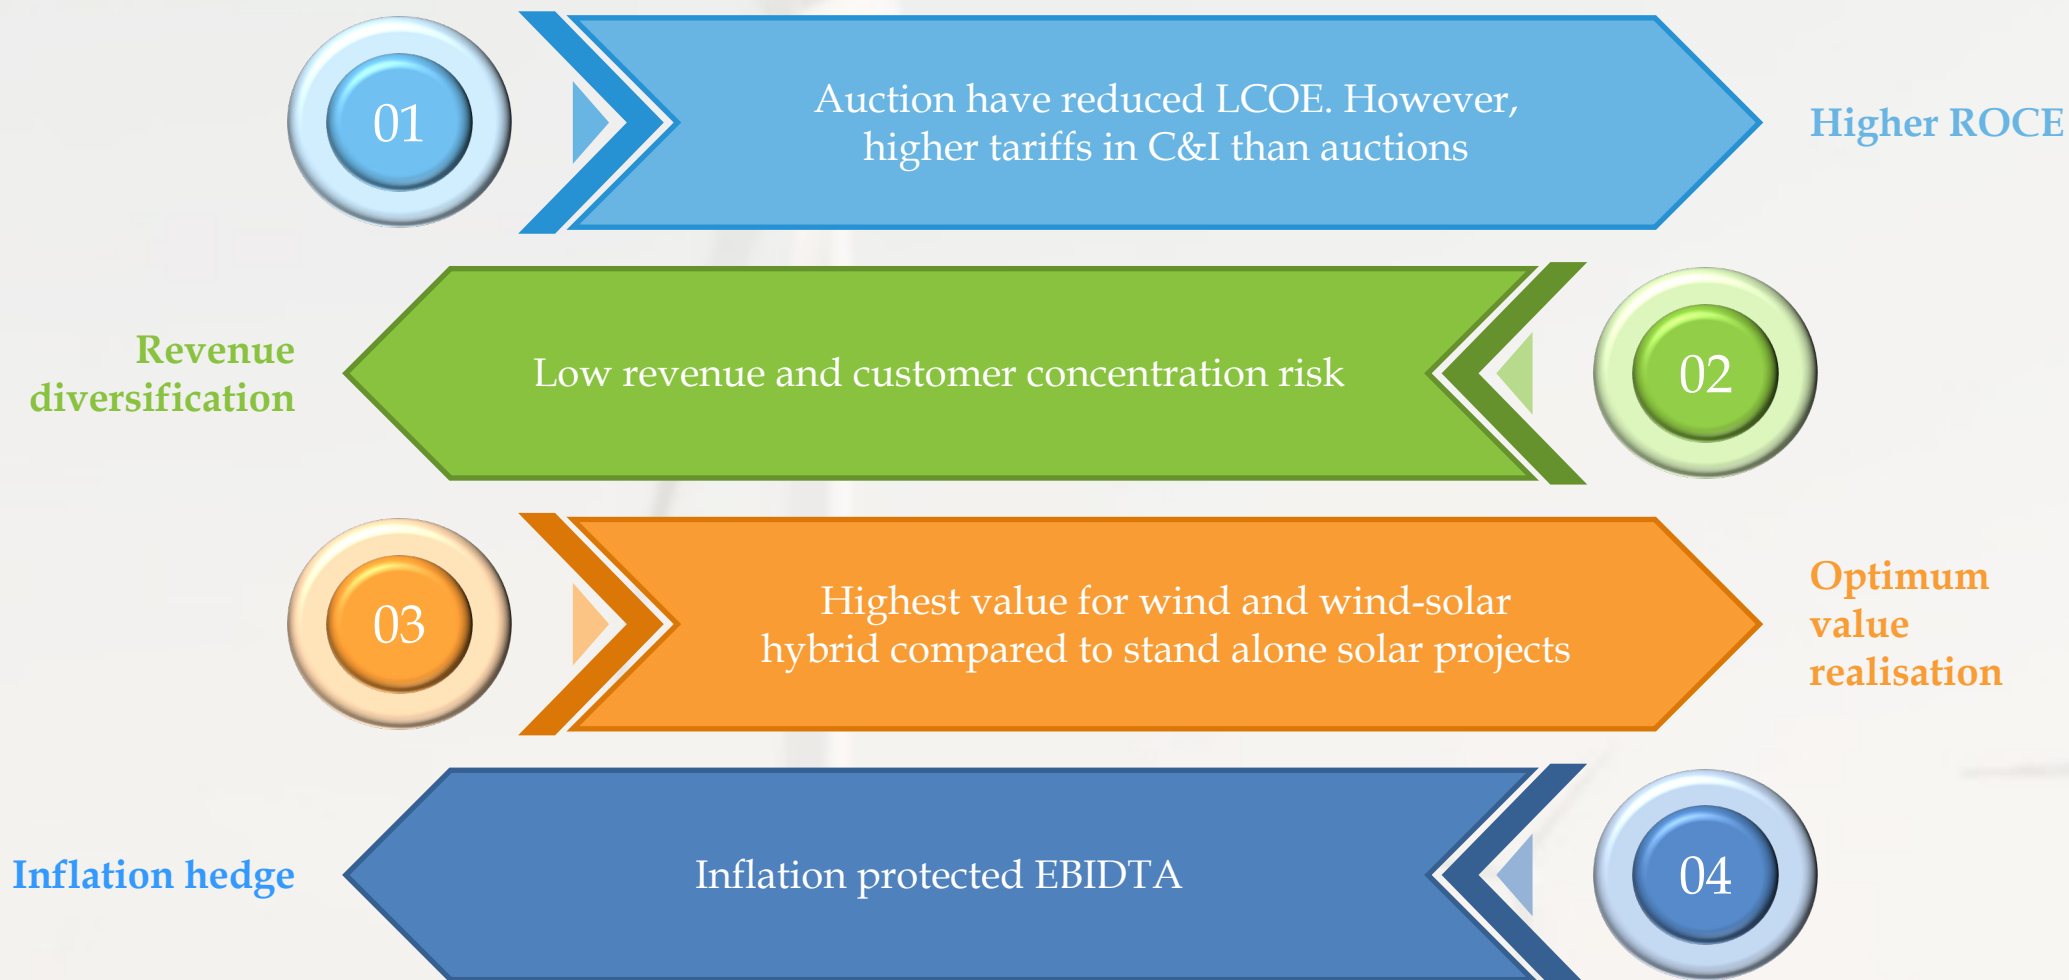 01
Auction have reduced LCOE. However,
higher tariffs in C&I than auctions
Higher ROCE
Revenue
diversification
Low revenue and customer concentration risk
02
03
Highest value for wind and wind-solar
hybrid compared to stand alone solar projects
Optimum
value
realisation
Inflation hedge
Inflation protected EBIDTA
04